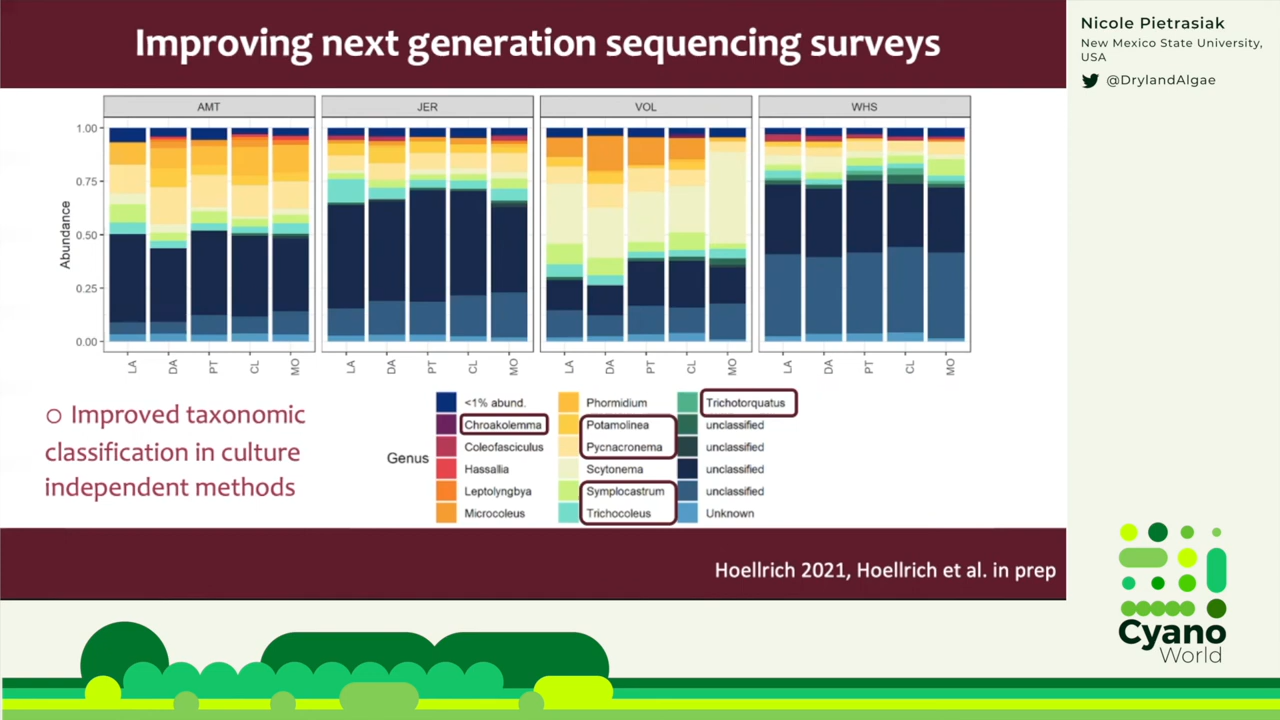 Improving next generation sequencing surveys
Nicole Pietrasiak
New Mexico State University,
USA
@DrylandAlgae
AMT
JER
VOL
WHS
1.00
0.75
0.50
0.25
0.00
Abundance
LA DA PT CL MO
LA DA PT CL MO
LA DA PT CL MO
LA DA PT CL MO
Genus
<1% abund.
Chroakolemma
Coleofasciculus
Hassallia
Leptolyngbya
Microcoleus
Phormidium
Potamolinea
Pycnacronema
Scytonema
Symplocastrum
Trichocoleus
Trichotorquatus
unclassified
unclassified
unclassified
unclassified
Unknown
○ Improved taxonomic
classification in culture
independent methods
Hoellrich 2021, Hoellrich et al. in prep
Cyano
World